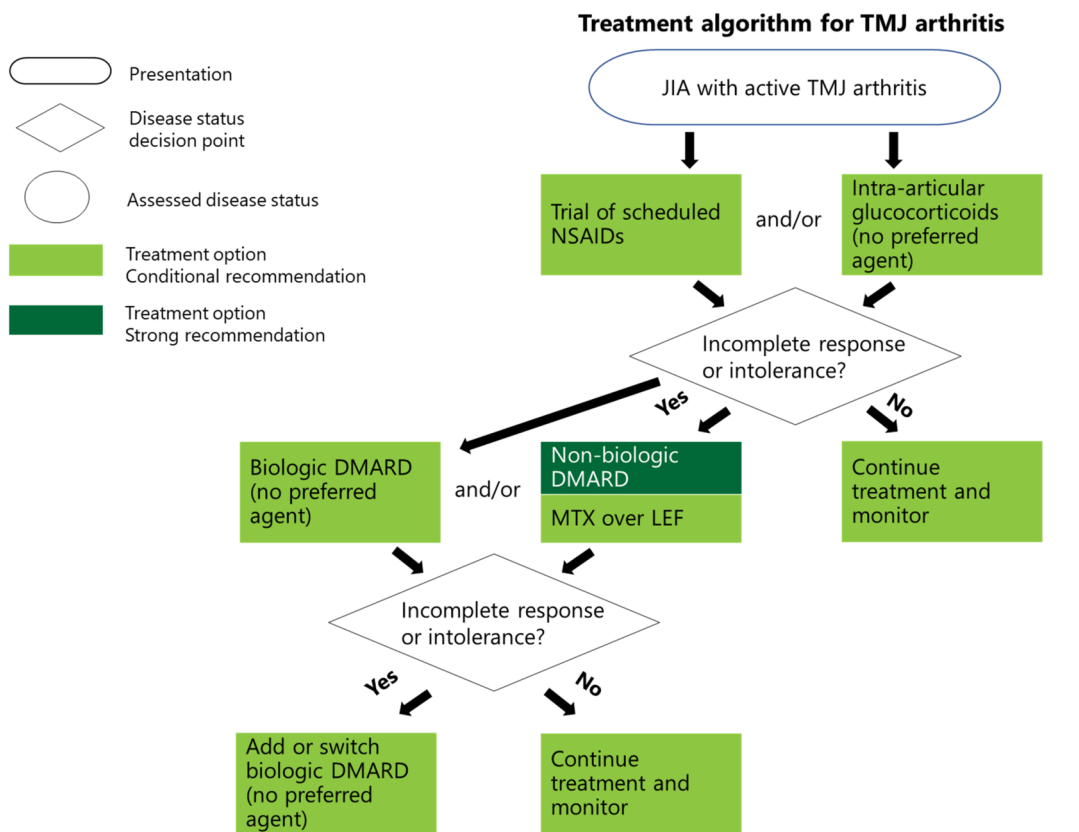 Treatment algorithm for TMJ arthritis
Presentation
Disease status
decision point
Assessed disease status
Treatment option
Conditional recommendation
Treatment option
Strong recommendation
JIA with active TMJ arthritis
Trial of scheduled
NSAIDs
and/or
Intra-articular
glucocorticoids
(no preferred
agent)
Incomplete response
or intolerance?
Yes
No
Biologic DMARD
(no preferred
agent)
and/or
Non-biologic
DMARD
MTX over LEF
Continue
treatment and
monitor
Incomplete response
or intolerance?
Yes
No
Add or switch
biologic DMARD
(no preferred
agent)
Continue
treatment and
monitor